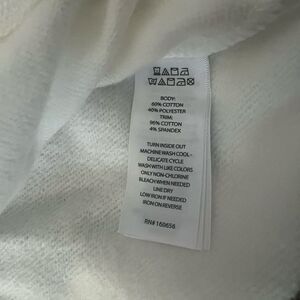 BODY:
60% COTTON
40% POLYESTER
TRIM:
96% COTTON
4% SPANDEX
TURN INSIDE OUT
MACHINE WASH COOL -
DELICATE CYCLE
WASH WITH LIKE COLORS
ONLY NON-CHLORINE
BLEACH WHEN NEEDED
LINE DRY
LOW IRON IF NEEDED
IRON ON REVERSE
RN# 160656